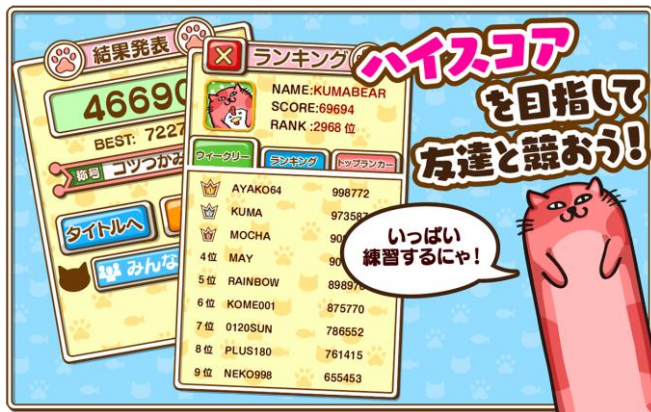 結果発表
46690
BEST: 7227
称号 コツつかみ
タイトルへ
みんな
ランキング
NAME:KUMABEAR
SCORE:69694
RANK :2968 位
ウィークリー ランキング トップランカー
AYAKO64 998772
KUMA 973587
MOCHA 90
4位 MAY 90
5位 RAINBOW 898976
6位 KOME001 875770
7位 0120SUN 786552
8位 PLUS180 761415
9位 NEKO998 655453
ハイスコア
を目指して
友達と競おう!
いっぱい
練習するにゃ!